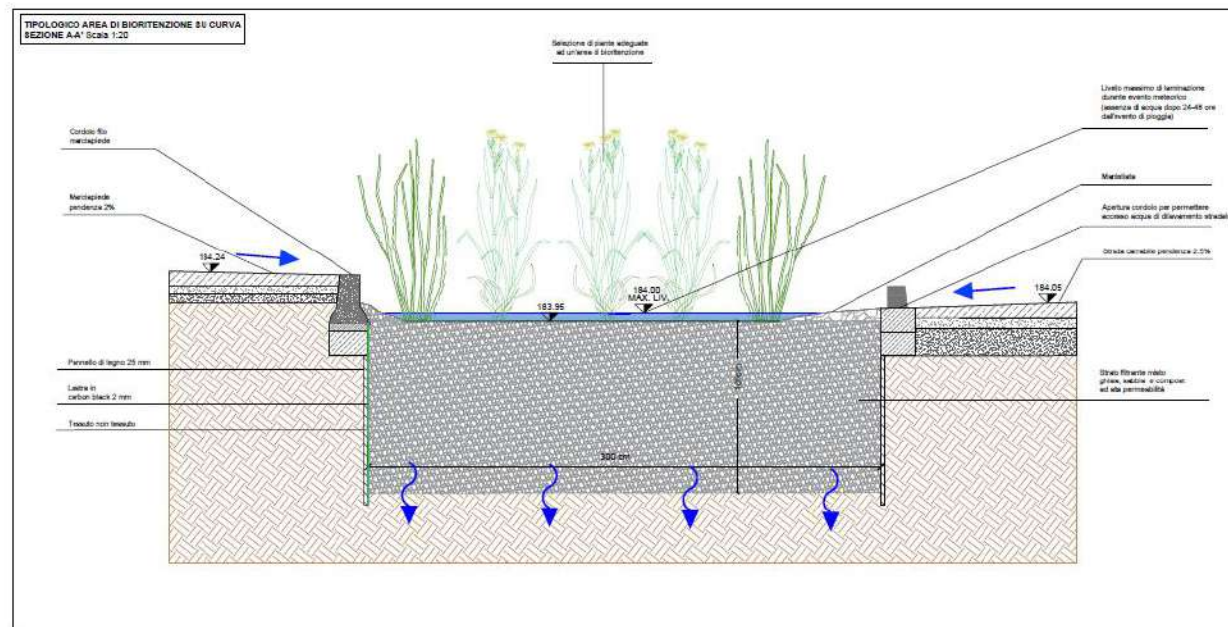 TIPOLOGICO AREA DI BIORITENZIONE SU CURVA
SEZIONE A-A' Scala 1:20
Selezione di piante adeguate
ad un'area di bioritenzione
Livello massimo di laminazione
durante evento meteorico
(assenza di acqua dopo 24-48 ore
dall'evento di pioggia)
Cordolo filo
marciapiede
Marciapiede
pendenza 2%
Apertura cordolo per permettere
accesso acqua di dilavamento stradale
Strada carrabile pendenza 2.5%
184.24
184.00
MAX. LIV.
183.95
184.05
Pannello di legno 25 mm
Lastra in
carbon black 2 mm
Tessuto non tessuto
Strato filtrante misto
ghiaia, sabbia e compost
ad alta permeabilità
300 cm